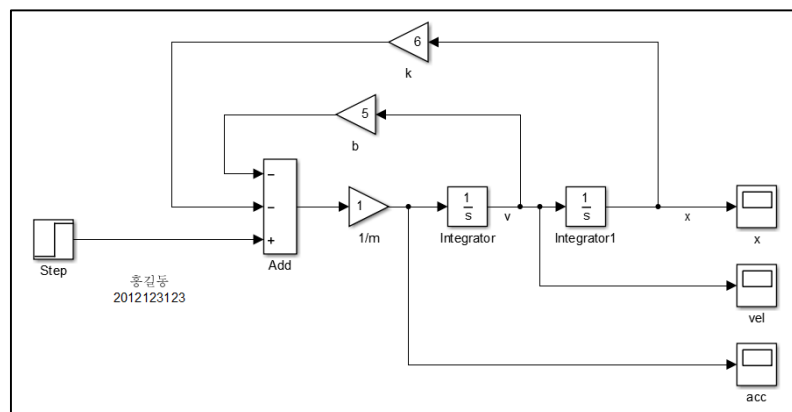 6
k
5
b
−
−
+
Add
1
1/m
1
s
Integrator
v
1
s
Integrator1
x
x
Step
홍길동
2012123123
vel
acc